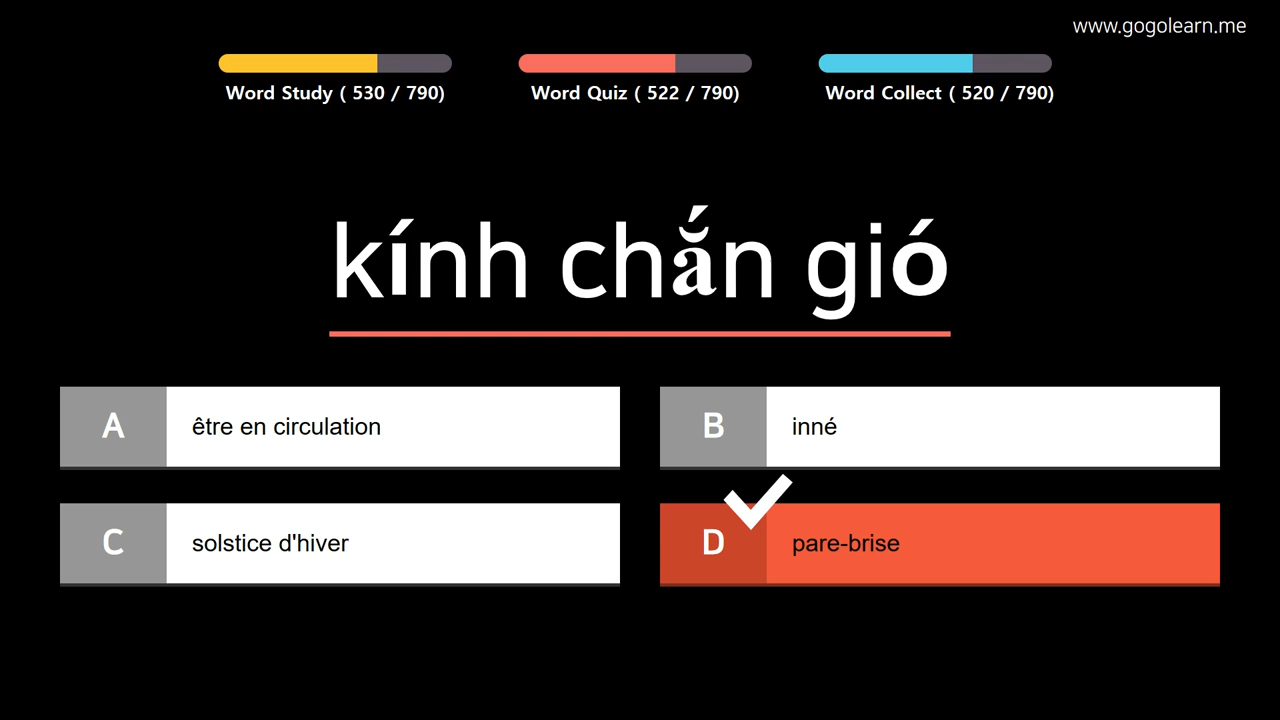 www.gogolearn.me
Word Study ( 530 / 790)
Word Quiz ( 522 / 790)
Word Collect ( 520 / 790)
kính chắn gió
A
être en circulation
B
inné
C
solstice d'hiver
D
pare-brise